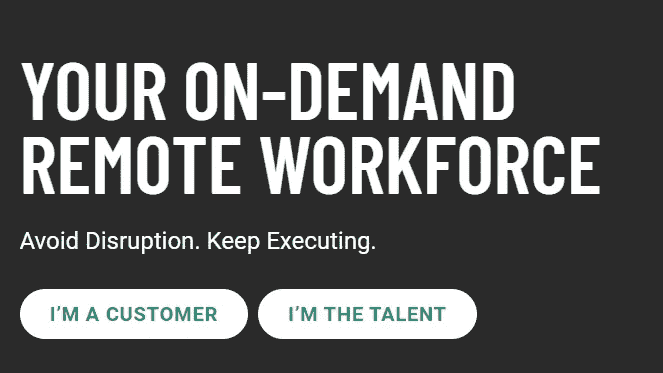 YOUR ON-DEMAND
REMOTE WORKFORCE
Avoid Disruption. Keep Executing.
I’M A CUSTOMER
I’M THE TALENT